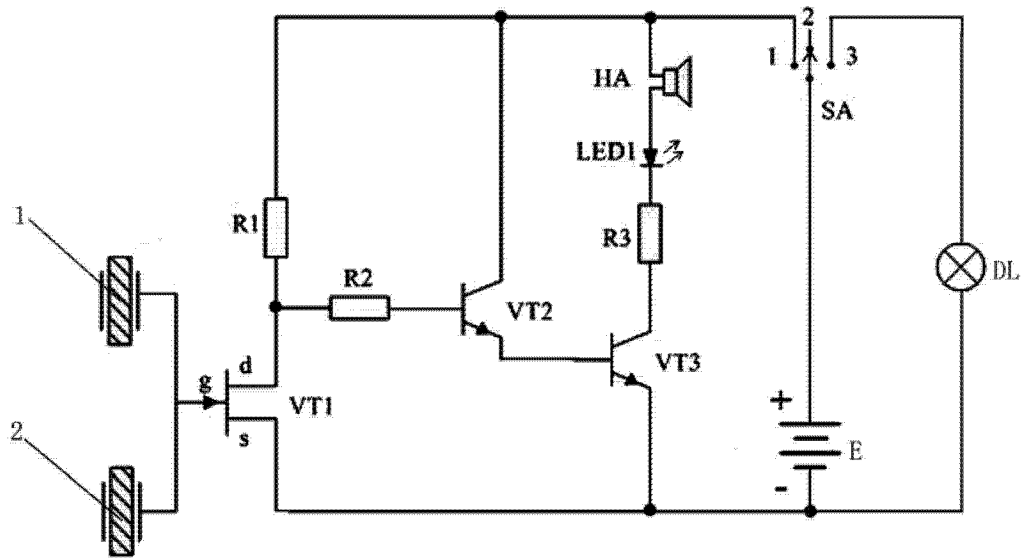 2
1 3
HA
SA
LED1
1
R1
R3
R2
DL
VT2
d
VT3
g
VT1
+
2
s
E
-